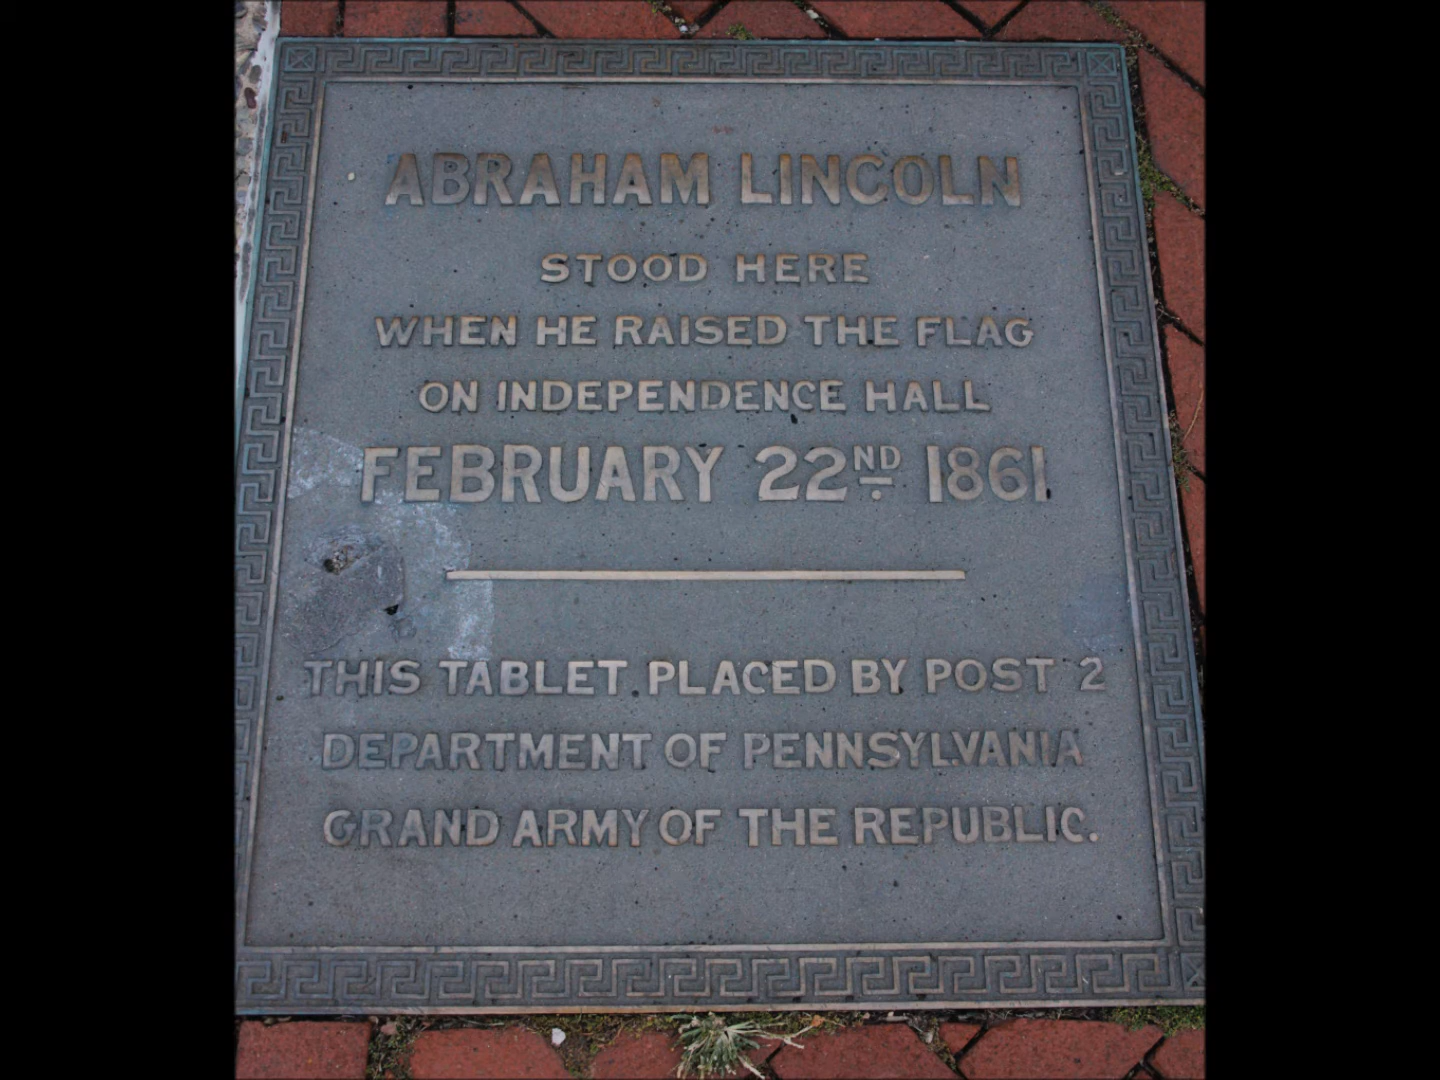 ABRAHAM LINCOLN
STOOD HERE
WHEN HE RAISED THE FLAG
ON INDEPENDENCE HALL
FEBRUARY 22ND 1861
THIS TABLET PLACED BY POST 2
DEPARTMENT OF PENNSYLVANIA
GRAND ARMY OF THE REPUBLIC.